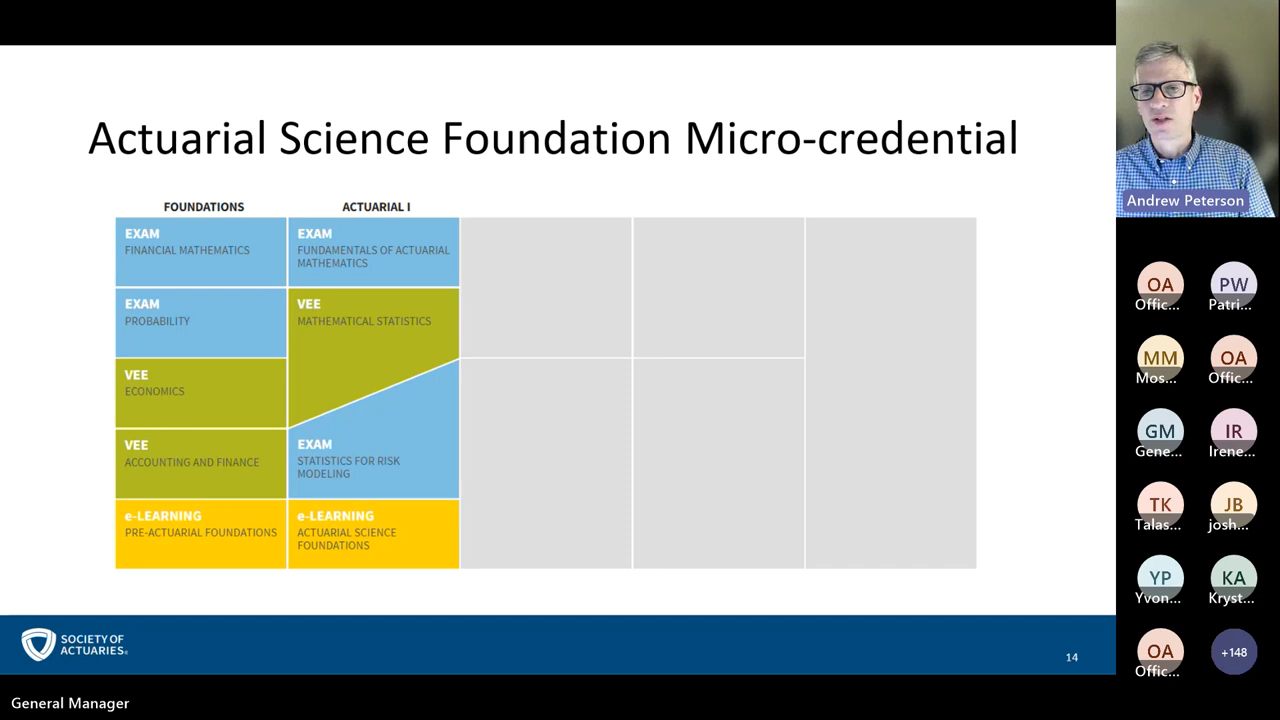 Actuarial Science Foundation Micro-credential
FOUNDATIONS
ACTUARIAL I
EXAM
FINANCIAL MATHEMATICS
EXAM
FUNDAMENTALS OF ACTUARIAL
MATHEMATICS
EXAM
PROBABILITY
VEE
MATHEMATICAL STATISTICS
VEE
ECONOMICS
VEE
ACCOUNTING AND FINANCE
EXAM
STATISTICS FOR RISK
MODELING
e-LEARNING
PRE-ACTUARIAL FOUNDATIONS
e-LEARNING
ACTUARIAL SCIENCE
FOUNDATIONS
SOCIETY OF
ACTUARIES®
14
General Manager
Andrew Peterson
OA
Offic...
PW
Patri...
MM
Mos...
OA
Offic...
GM
Gene...
IR
Irene...
TK
Talas...
JB
josh...
YP
Yvon...
KA
Kryst...
OA
Offic...
+148